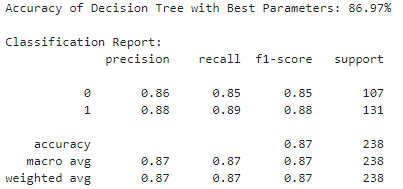 Accuracy of Decision Tree with Best Parameters: 86.97%
Classification Report:
precision recall f1-score support
0 0.86 0.85 0.85 107
1 0.88 0.89 0.88 131
accuracy 0.87 238
macro avg 0.87 0.87 0.87 238
weighted avg 0.87 0.87 0.87 238